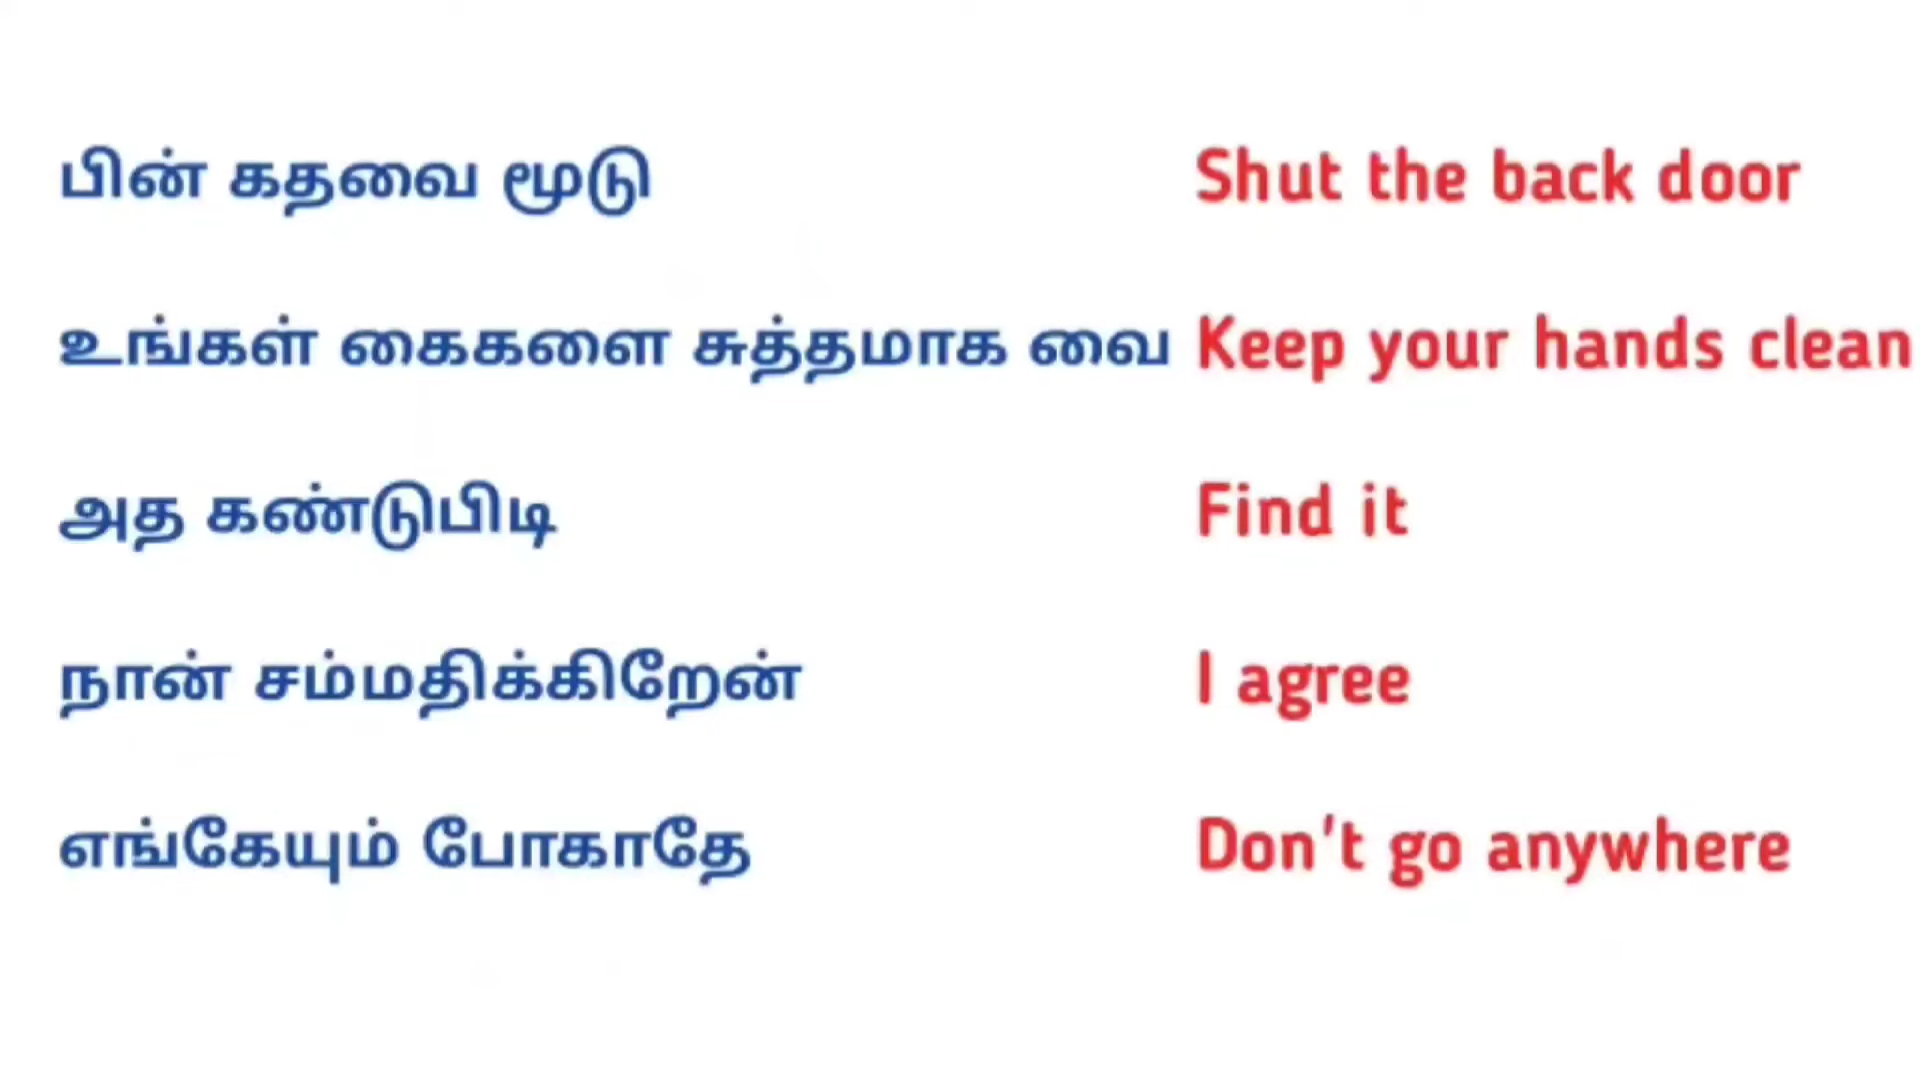 பின் கதவை மூடு Shut the back door
உங்கள் கைகளை சுத்தமாக வை Keep your hands clean
அத கண்டுபிடி Find it
நான் சம்மதிக்கிறேன் I agree
எங்கேயும் போகாதே Don't go anywhere